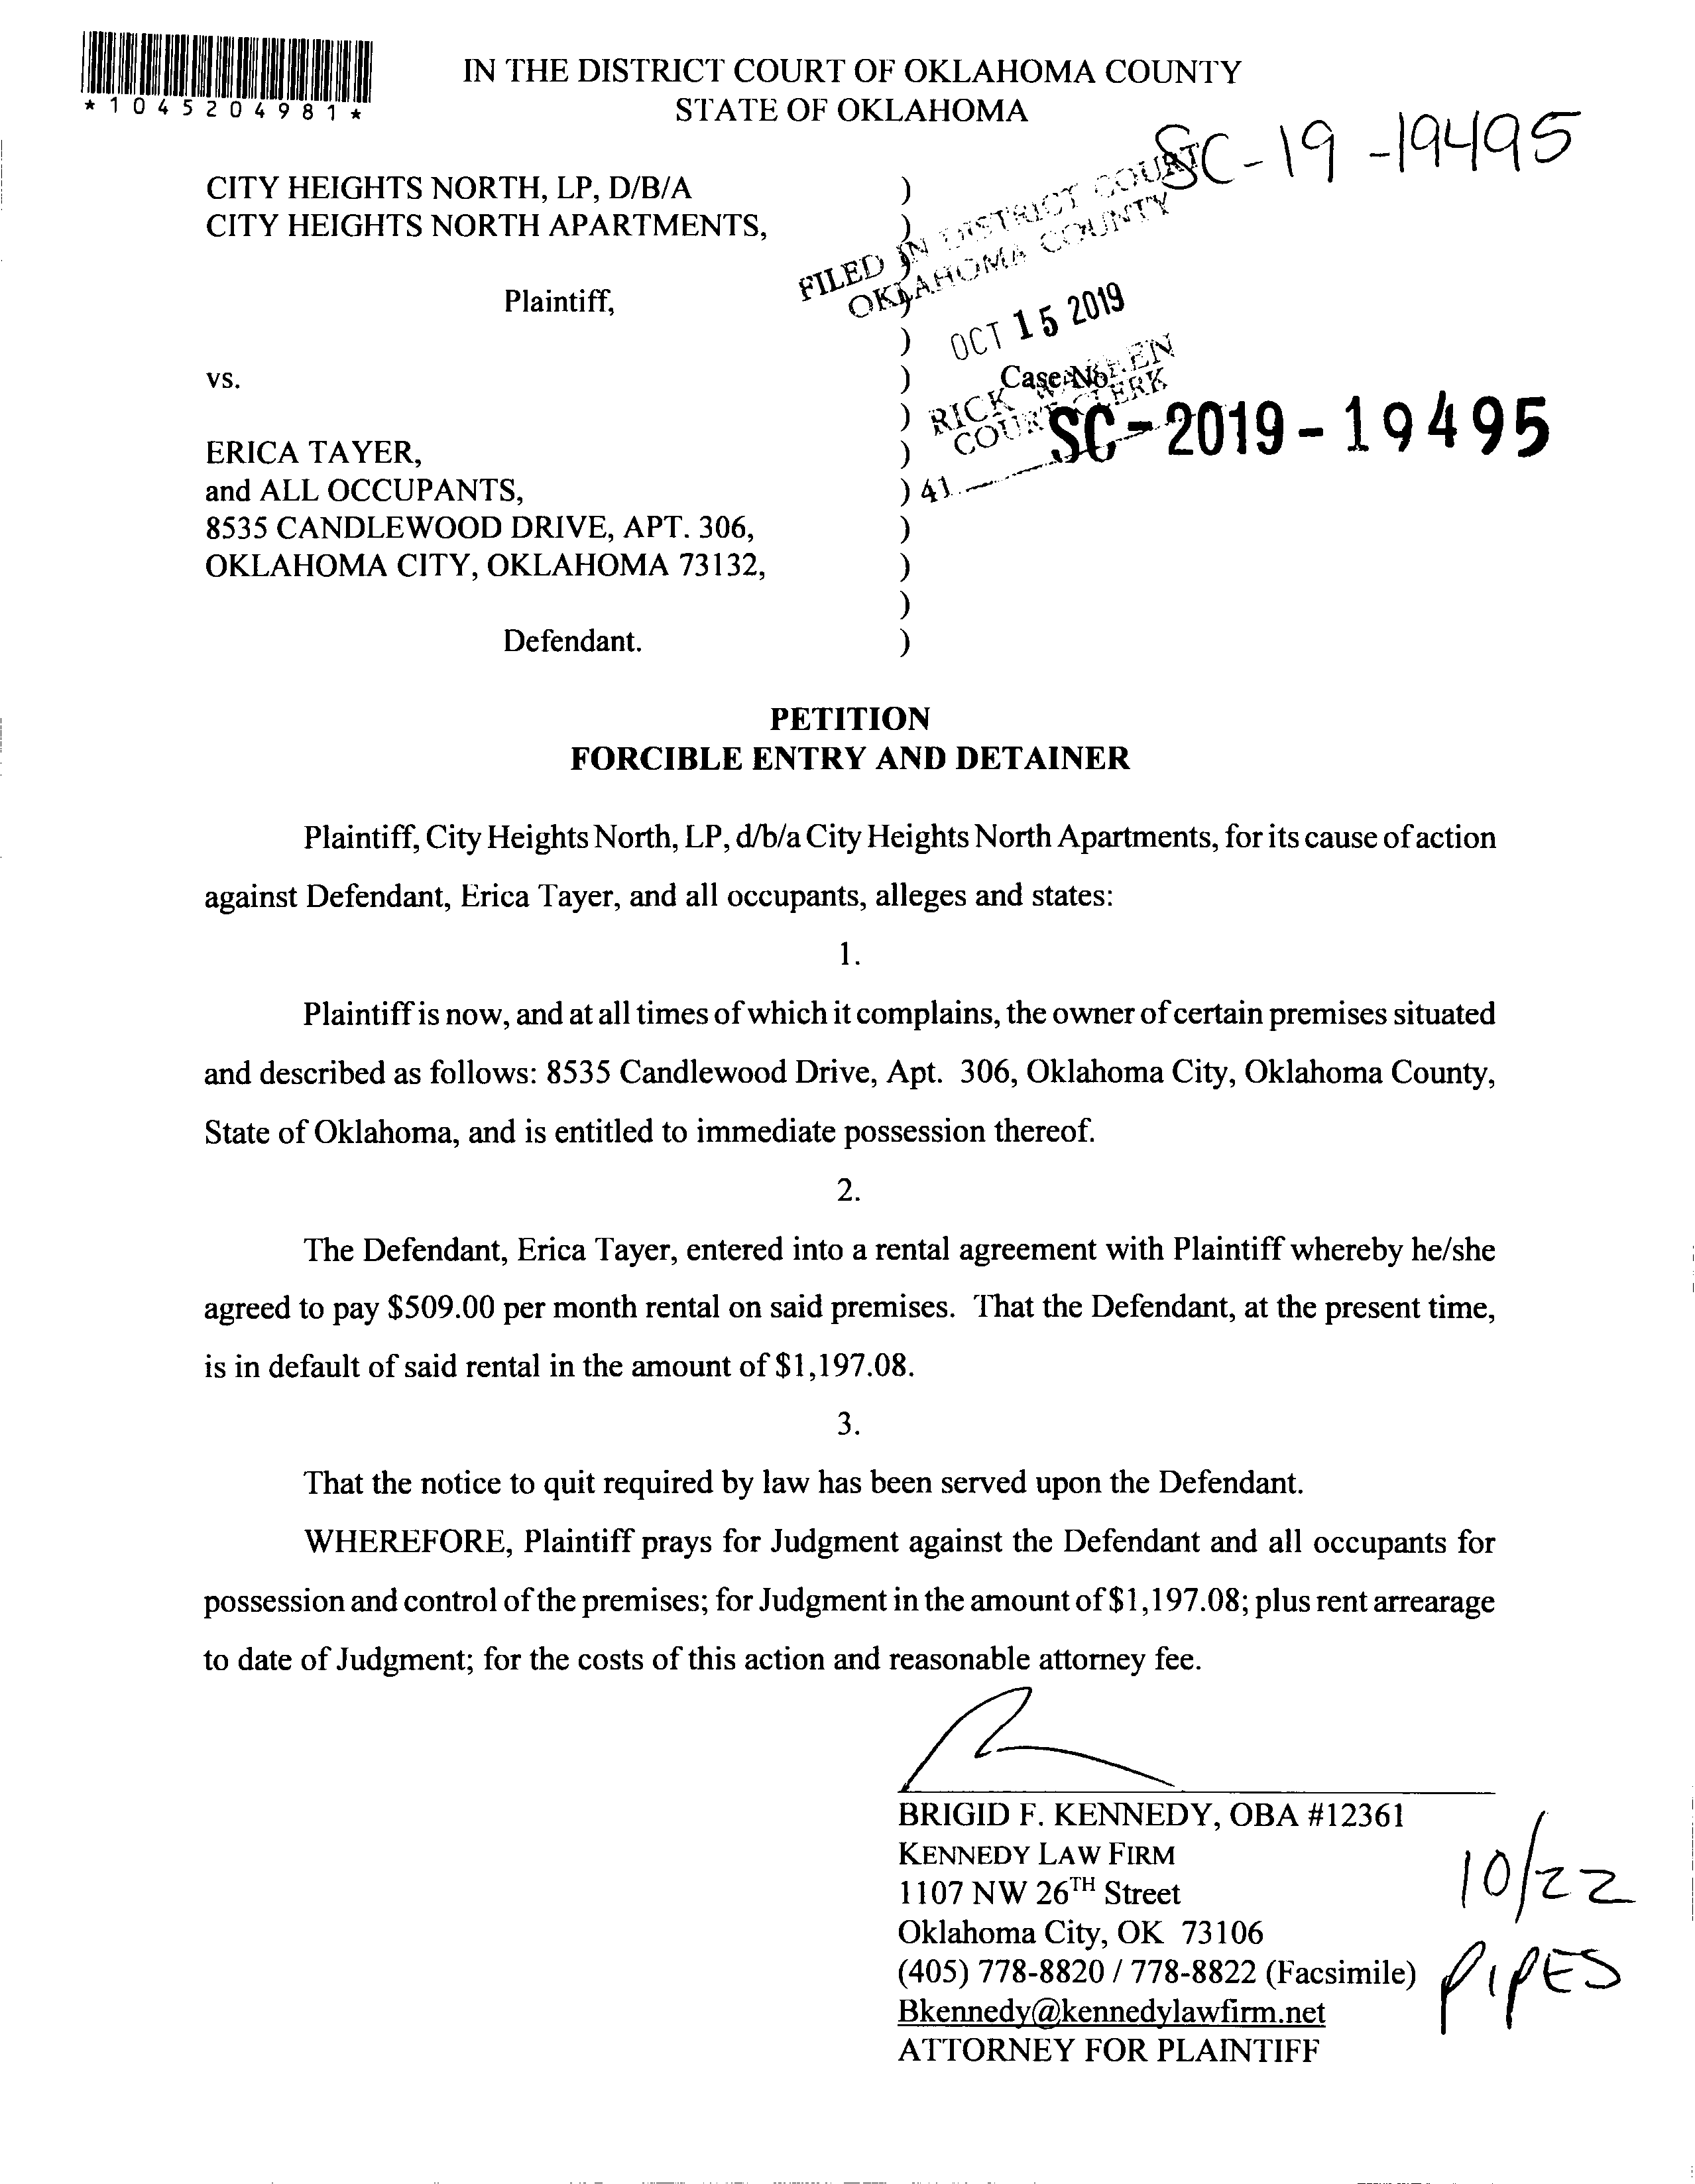 *1045204981*
IN THE DISTRICT COURT OF OKLAHOMA COUNTY
STATE OF OKLAHOMA
SC-19-19495
CITY HEIGHTS NORTH, LP, D/B/A )
CITY HEIGHTS NORTH APARTMENTS, )
FILED IN DISTRICT COURT
OKLAHOMA COUNTY
)
Plaintiff, )
OCT 15 2019
)
vs. ) Case No.
RICK WARREN
COURT CLERK
) SC-2019-19495
ERICA TAYER, )
and ALL OCCUPANTS, ) 41
8535 CANDLEWOOD DRIVE, APT. 306, )
OKLAHOMA CITY, OKLAHOMA 73132, )
)
Defendant. )
PETITION
FORCIBLE ENTRY AND DETAINER
Plaintiff, City Heights North, LP, d/b/a City Heights North Apartments, for its cause of action
against Defendant, Erica Tayer, and all occupants, alleges and states:
1.
Plaintiff is now, and at all times of which it complains, the owner of certain premises situated
and described as follows: 8535 Candlewood Drive, Apt. 306, Oklahoma City, Oklahoma County,
State of Oklahoma, and is entitled to immediate possession thereof.
2.
The Defendant, Erica Tayer, entered into a rental agreement with Plaintiff whereby he/she
agreed to pay $509.00 per month rental on said premises. That the Defendant, at the present time,
is in default of said rental in the amount of $1,197.08.
3.
That the notice to quit required by law has been served upon the Defendant.
WHEREFORE, Plaintiff prays for Judgment against the Defendant and all occupants for
possession and control of the premises; for Judgment in the amount of $1,197.08; plus rent arrearage
to date of Judgment; for the costs of this action and reasonable attorney fee.
BRIGID F. KENNEDY, OBA #12361
KENNEDY LAW FIRM
1107 NW 26TH Street
Oklahoma City, OK 73106
(405) 778-8820 / 778-8822 (Facsimile)
Bkennedy@kennedylawfirm.net
ATTORNEY FOR PLAINTIFF
10/22
PIPES